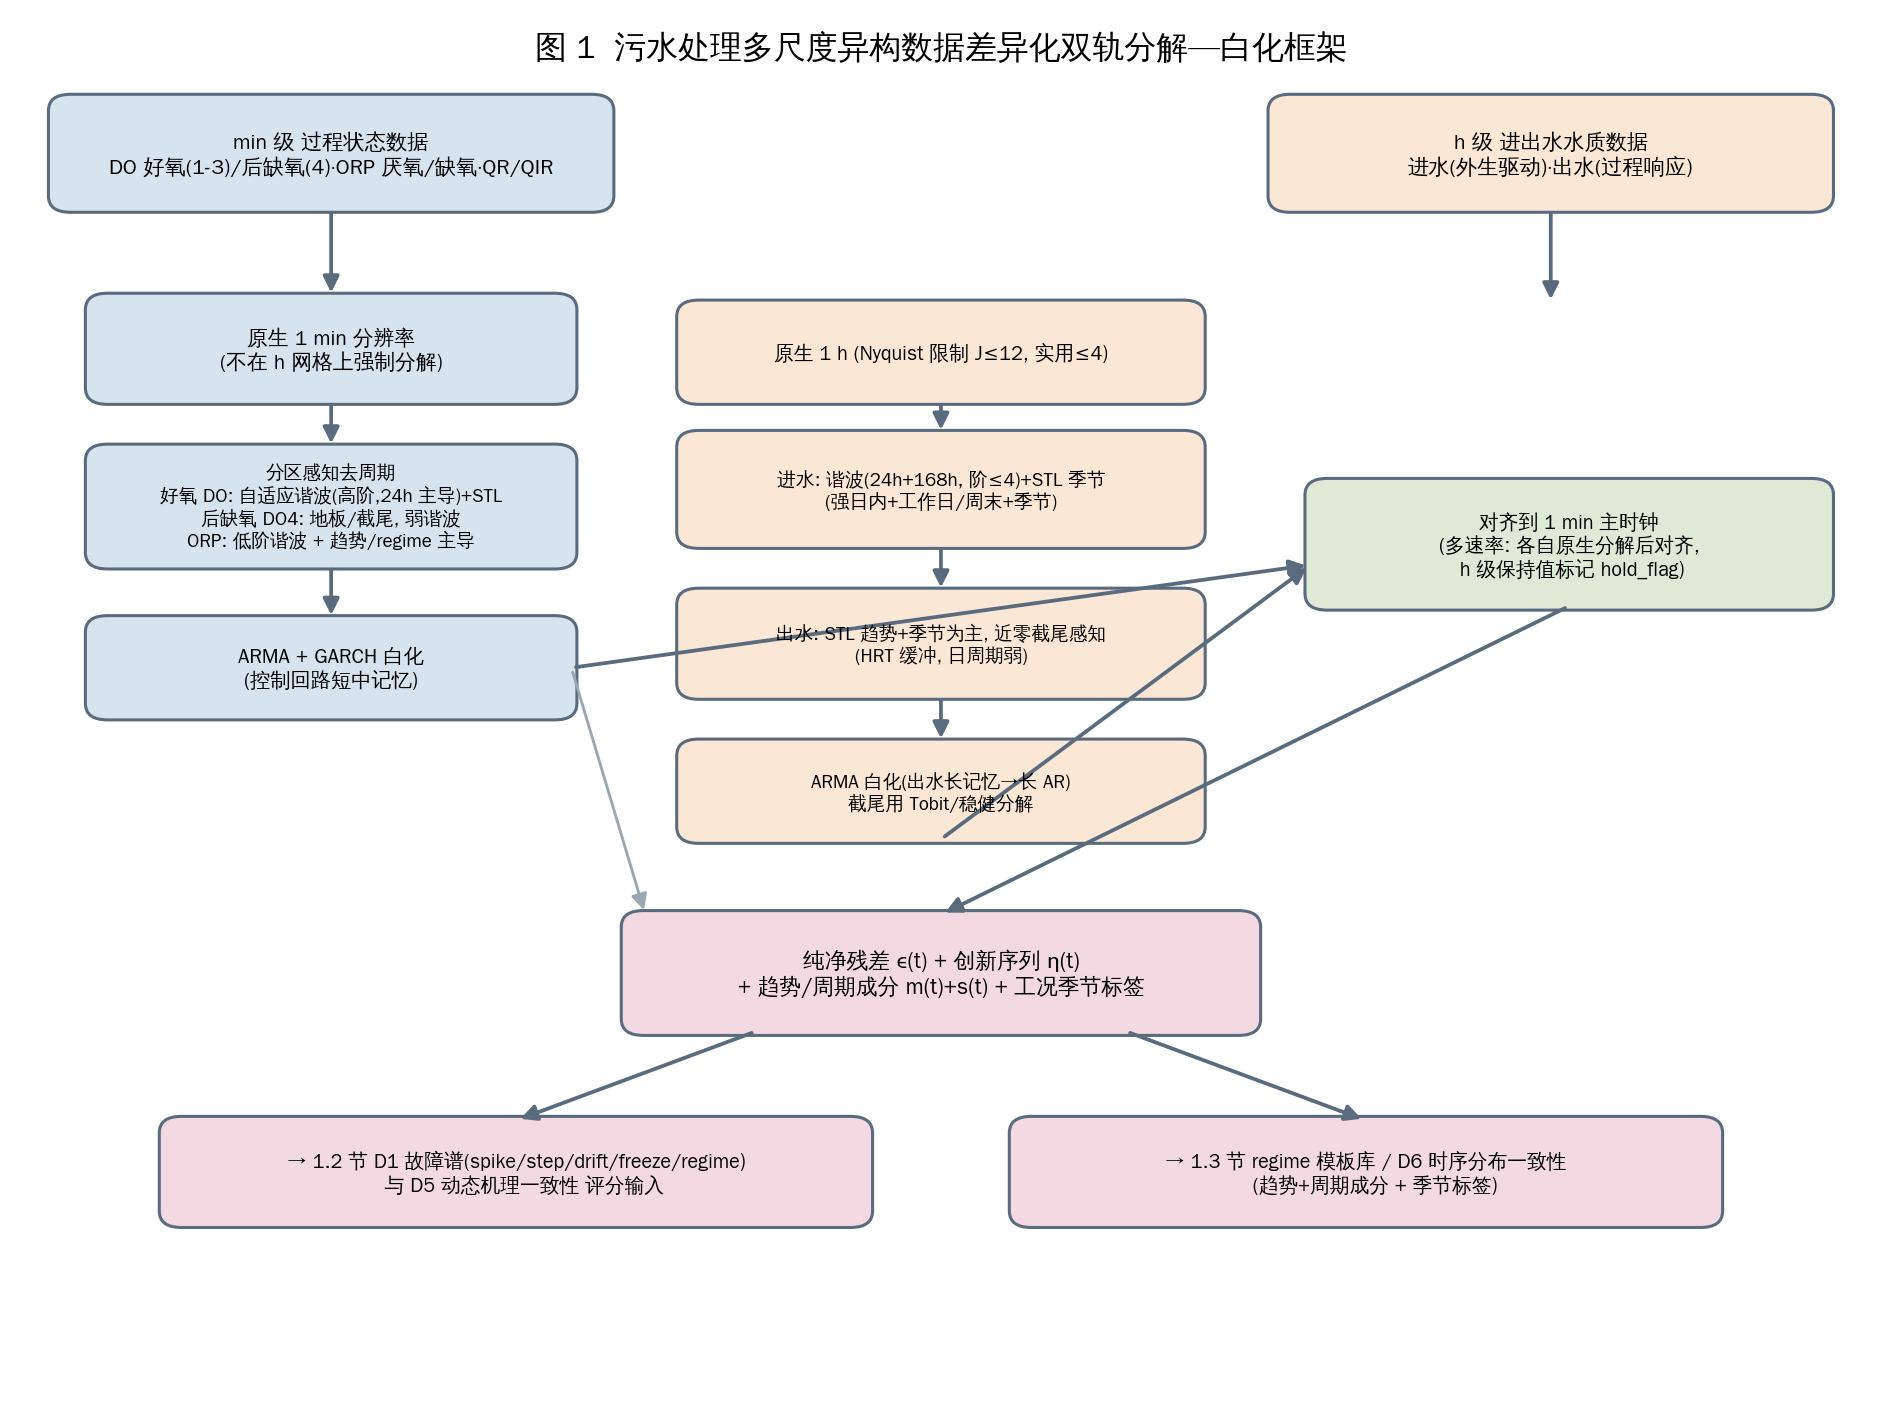 图 1 污水处理多尺度异构数据差异化双轨分解—白化框架
min 级 过程状态数据
DO 好氧(1-3)/后缺氧(4)·ORP 厌氧/缺氧·QR/QIR
h 级 进出水水质数据
进水(外生驱动)·出水(过程响应)
原生 1 min 分辨率
(不在 h 网格上强制分解)
原生 1 h (Nyquist 限制 J≤12, 实用≤4)
分区感知去周期
好氧 DO: 自适应谐波(高阶,24h 主导)+STL
后缺氧 DO4: 地板/截尾, 弱谐波
ORP: 低阶谐波 + 趋势/regime 主导
进水: 谐波(24h+168h, 阶≤4)+STL 季节
(强日内+工作日/周末+季节)
对齐到 1 min 主时钟
(多速率: 各自原生分解后对齐,
h 级保持值标记 hold_flag)
ARMA + GARCH 白化
(控制回路短中记忆)
出水: STL 趋势+季节为主, 近零截尾感知
(HRT 缓冲, 日周期弱)
ARMA 白化(出水长记忆→长 AR)
截尾用 Tobit/稳健分解
纯净残差 ϵ(t) + 创新序列 η(t)
+ 趋势/周期成分 m(t)+s(t) + 工况季节标签
→ 1.2 节 D1 故障谱(spike/step/drift/freeze/regime)
与 D5 动态机理一致性 评分输入
→ 1.3 节 regime 模板库 / D6 时序分布一致性
(趋势+周期成分 + 季节标签)